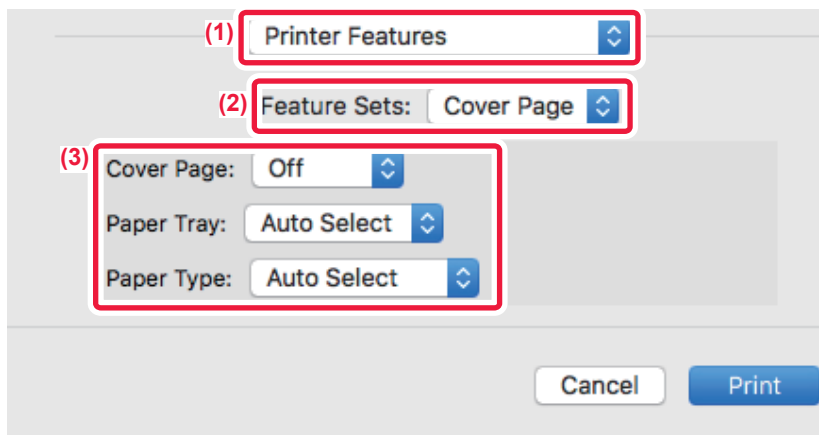 (1) Printer Features
(2) Feature Sets: Cover Page
(3) Cover Page: Off
Paper Tray: Auto Select
Paper Type: Auto Select
Cancel Print